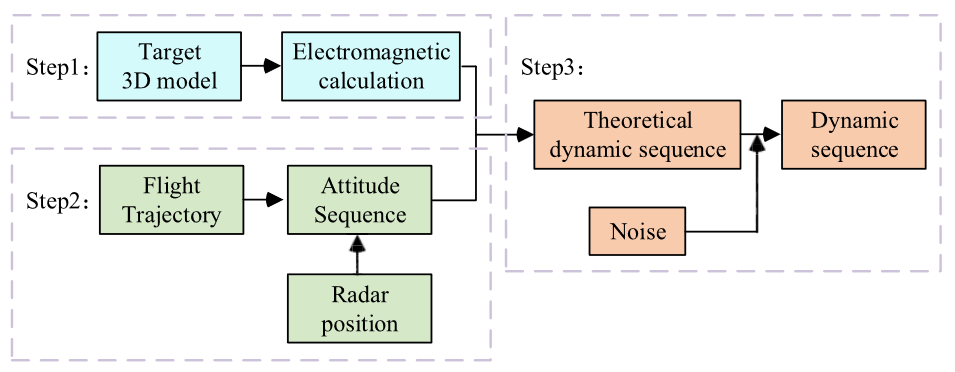 Step1：
Target
3D model
Electromagnetic
calculation
Step2：
Flight
Trajectory
Attitude
Sequence
Radar
position
Step3：
Theoretical
dynamic sequence
Dynamic
sequence
Noise